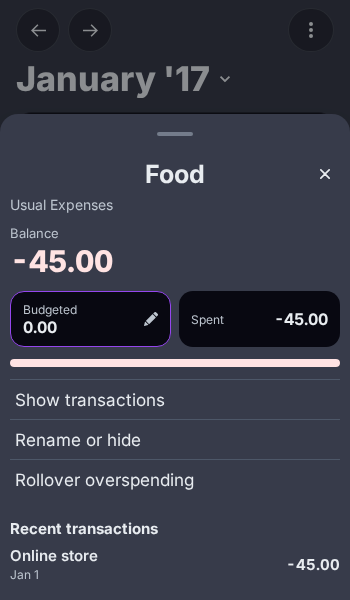 January '17
Food
Usual Expenses
Balance
-45.00
Budgeted
0.00
Spent
-45.00
Show transactions
Rename or hide
Rollover overspending
Recent transactions
Online store
-45.00
Jan 1